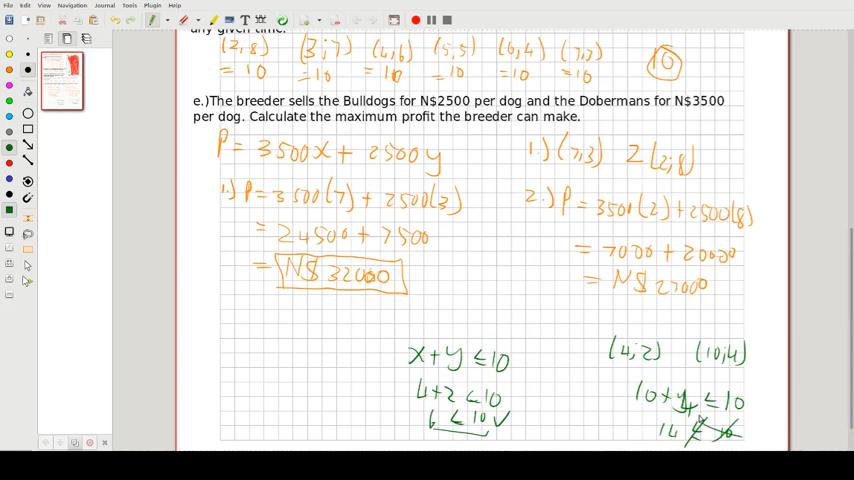 File Edit View Navigation Journal Tools Plugin Help
any given time.
(2,8) (3;7) (4,6) (5,5) (6,4) (7,3)
= 10 = 10 = 10 = 10 = 10 = 10 10
e.)The breeder sells the Bulldogs for N$2500 per dog and the Dobermans for N$3500
per dog. Calculate the maximum profit the breeder can make.
P = 3500x + 2500y 1.) (7,3) 2 (2;8)
1.) P = 3500(7) + 2500(3) 2.) P = 3500(2) + 2500(8)
= 24500 + 7500 = 7000 + 20000
= N$ 32000 = N$ 27000
x + y ≤ 10 (4;2) (10;4)
4+2 ≤ 10 10 + 4 ≤ 10
6 ≤ 10 ✓ 14 ≤ 10